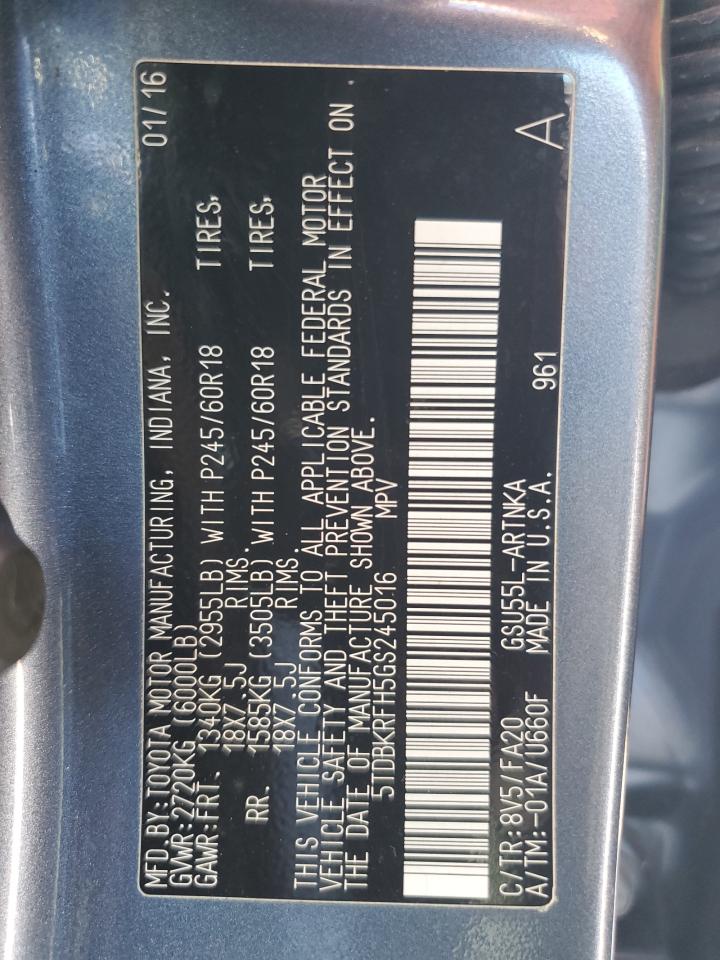 MFD.BY:TOYOTA MOTOR MANUFACTURING, INDIANA, INC. 01/16
GVWR:2720KG (6000LB)
GAWR:FRT. 1340KG (2955LB) WITH P245/60R18 TIRES,
18X7.5J RIMS.
RR. 1585KG (3505LB) WITH P245/60R18 TIRES,
18X7.5J RIMS.
THIS VEHICLE CONFORMS TO ALL APPLICABLE FEDERAL MOTOR
VEHICLE SAFETY AND THEFT PREVENTION STANDARDS IN EFFECT ON
THE DATE OF MANUFACTURE SHOWN ABOVE.
5TDBKRFH5GS245016 MPV
C/TR:8V5/FA20 GSU55L-ARTNKA
A/TM:-01A/U660F MADE IN U.S.A. 961 A